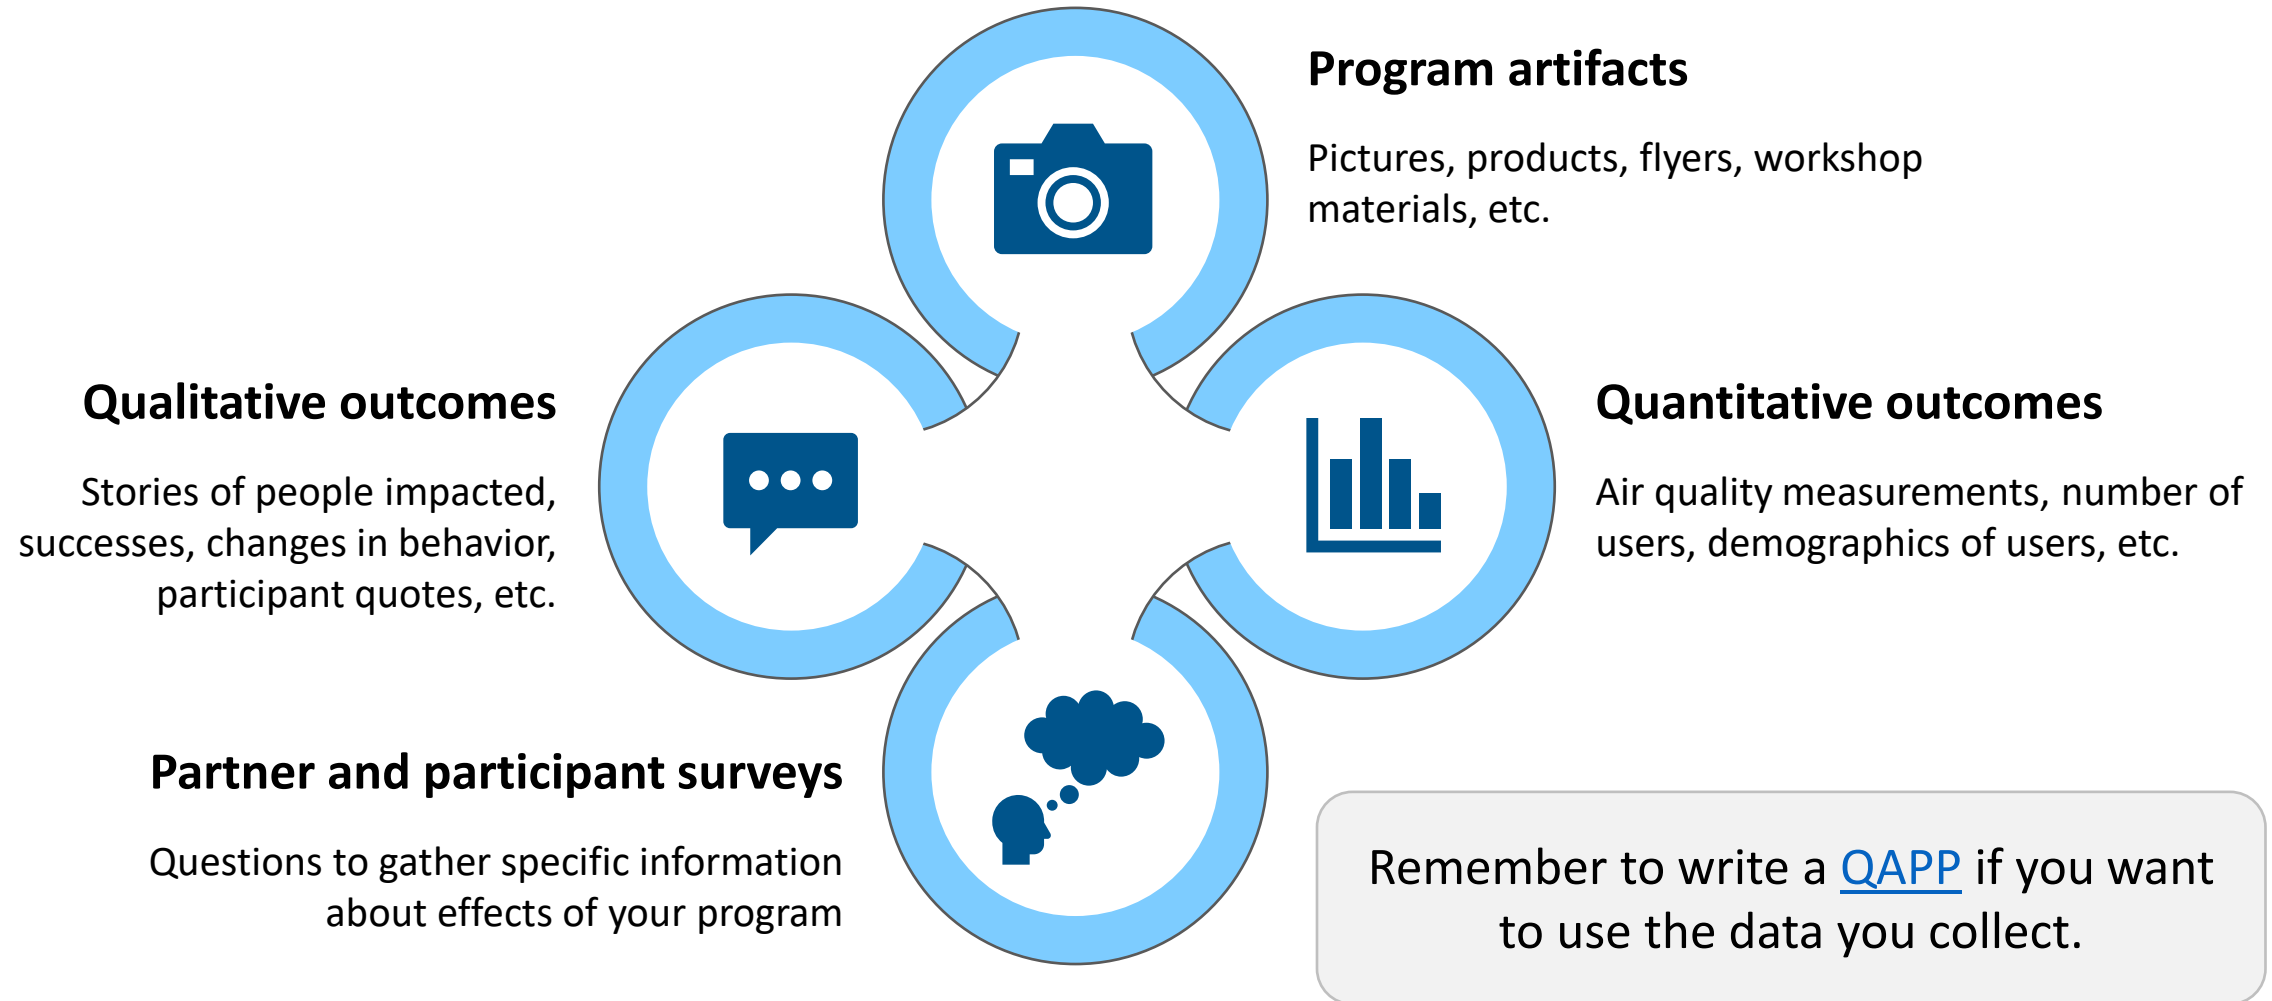 Program artifacts
Pictures, products, flyers, workshop
materials, etc.
Qualitative outcomes
Stories of people impacted,
successes, changes in behavior,
participant quotes, etc.
Quantitative outcomes
Air quality measurements, number of
users, demographics of users, etc.
Partner and participant surveys
Questions to gather specific information
about effects of your program
Remember to write a QAPP if you want
to use the data you collect.